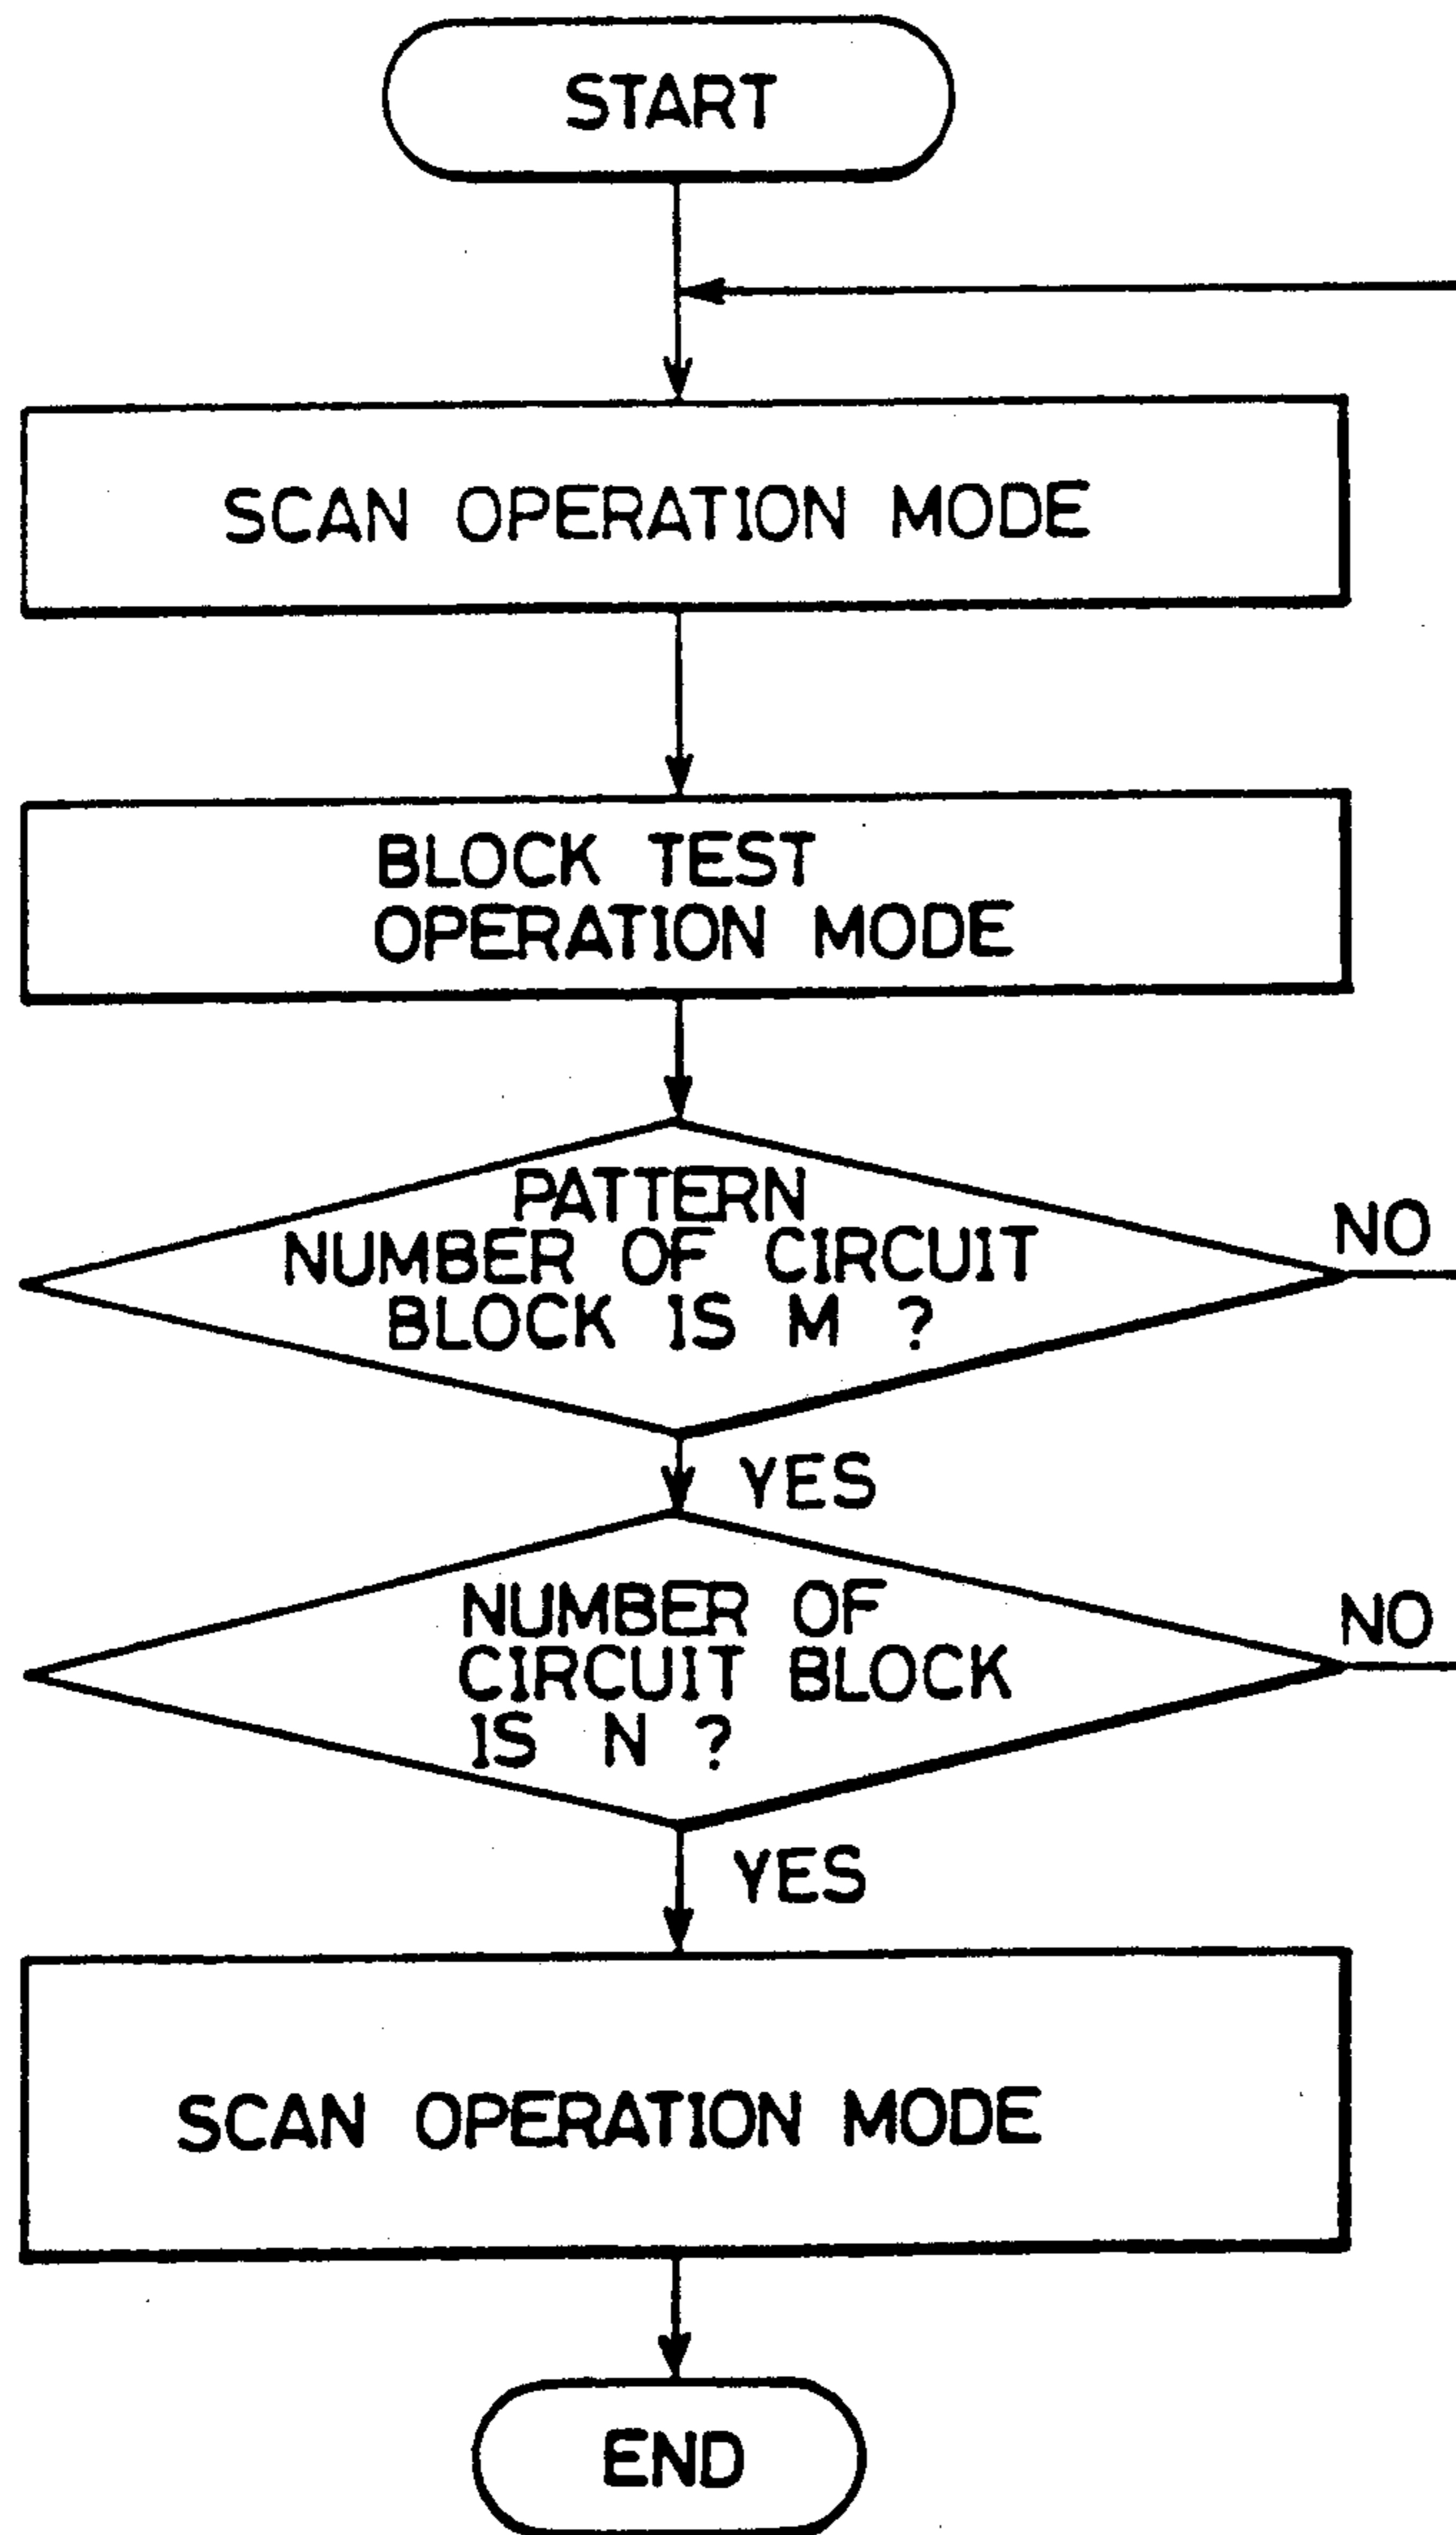 START
SCAN OPERATION MODE
BLOCK TEST
OPERATION MODE
PATTERN
NUMBER OF CIRCUIT
BLOCK IS M ?
NO
YES
NUMBER OF
CIRCUIT BLOCK
IS N ?
NO
YES
SCAN OPERATION MODE
END